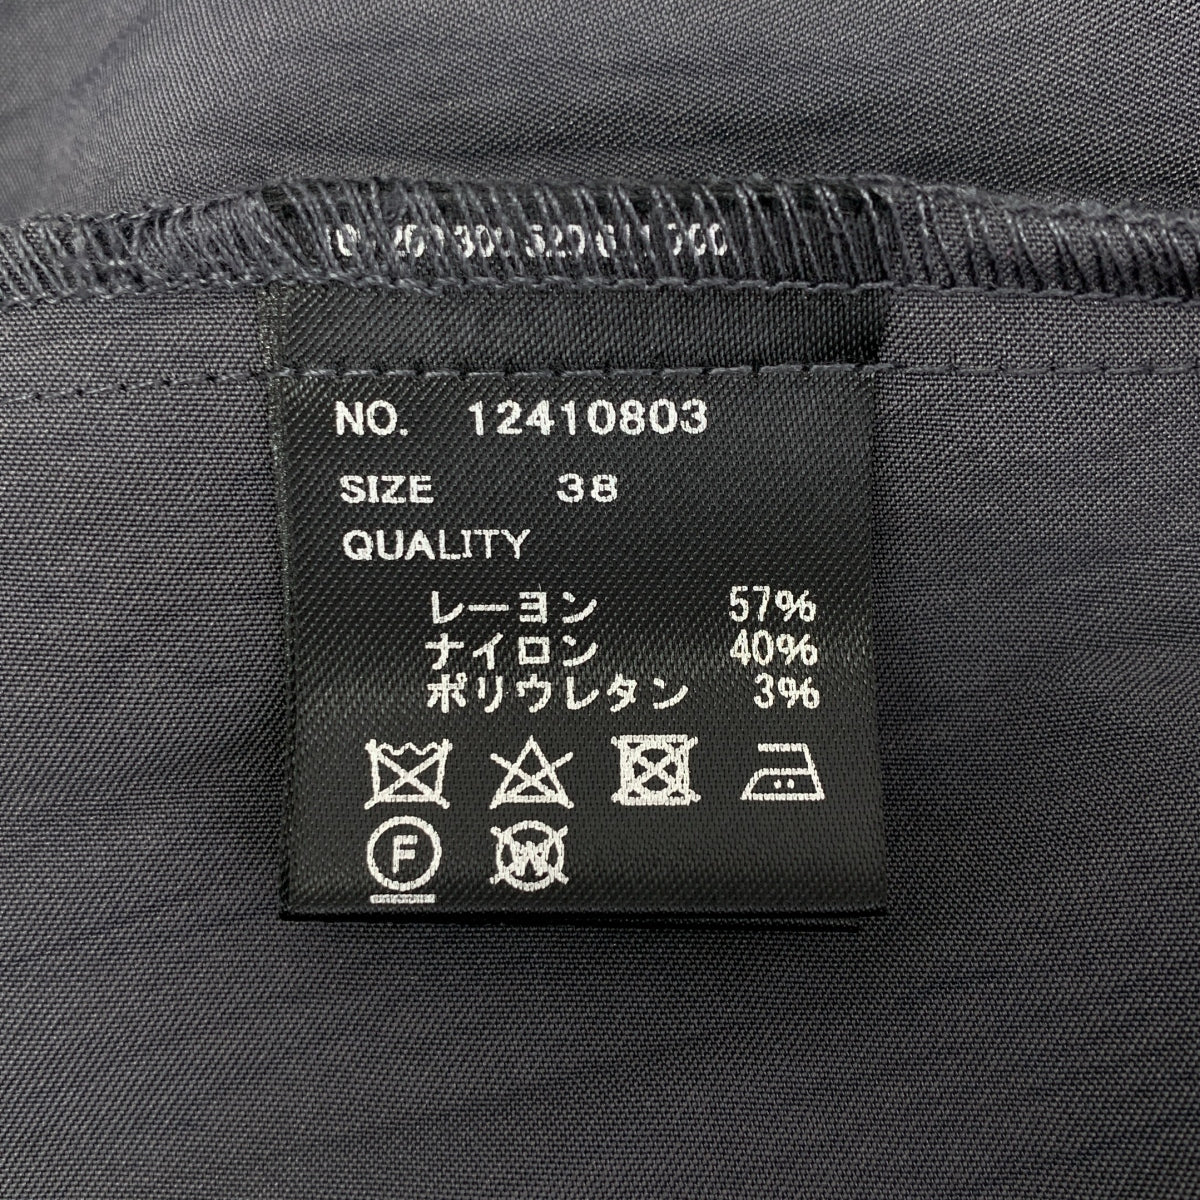 NO. 12410803
SIZE 38
QUALITY
レーヨン 57%
ナイロン 40%
ポリウレタン 3%
F
W